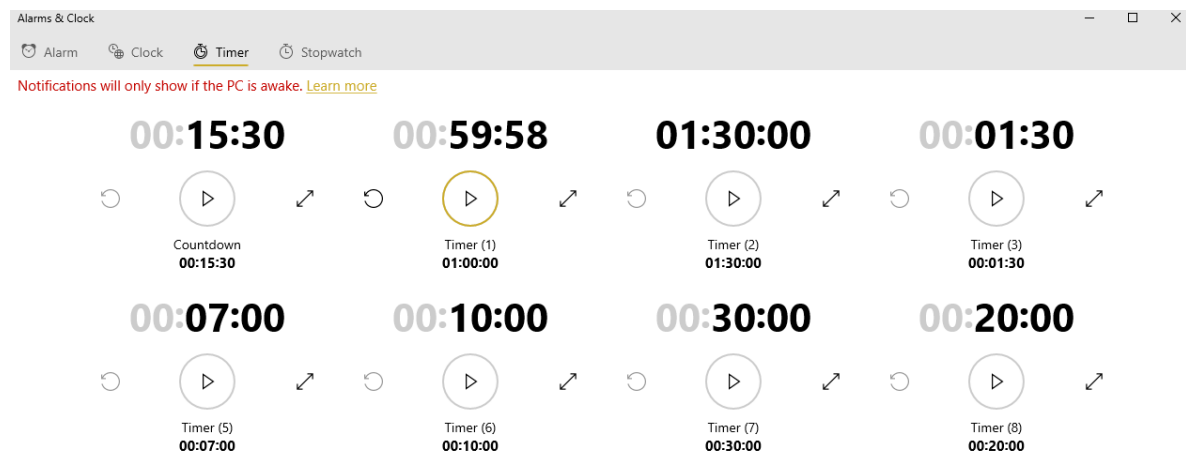 Alarms & Clock
Alarm Clock Timer Stopwatch
Notifications will only show if the PC is awake. Learn more
00:15:30 00:59:58 01:30:00 00:01:30
Countdown Timer (1) Timer (2) Timer (3)
00:15:30 01:00:00 01:30:00 00:01:30
00:07:00 00:10:00 00:30:00 00:20:00
Timer (5) Timer (6) Timer (7) Timer (8)
00:07:00 00:10:00 00:30:00 00:20:00